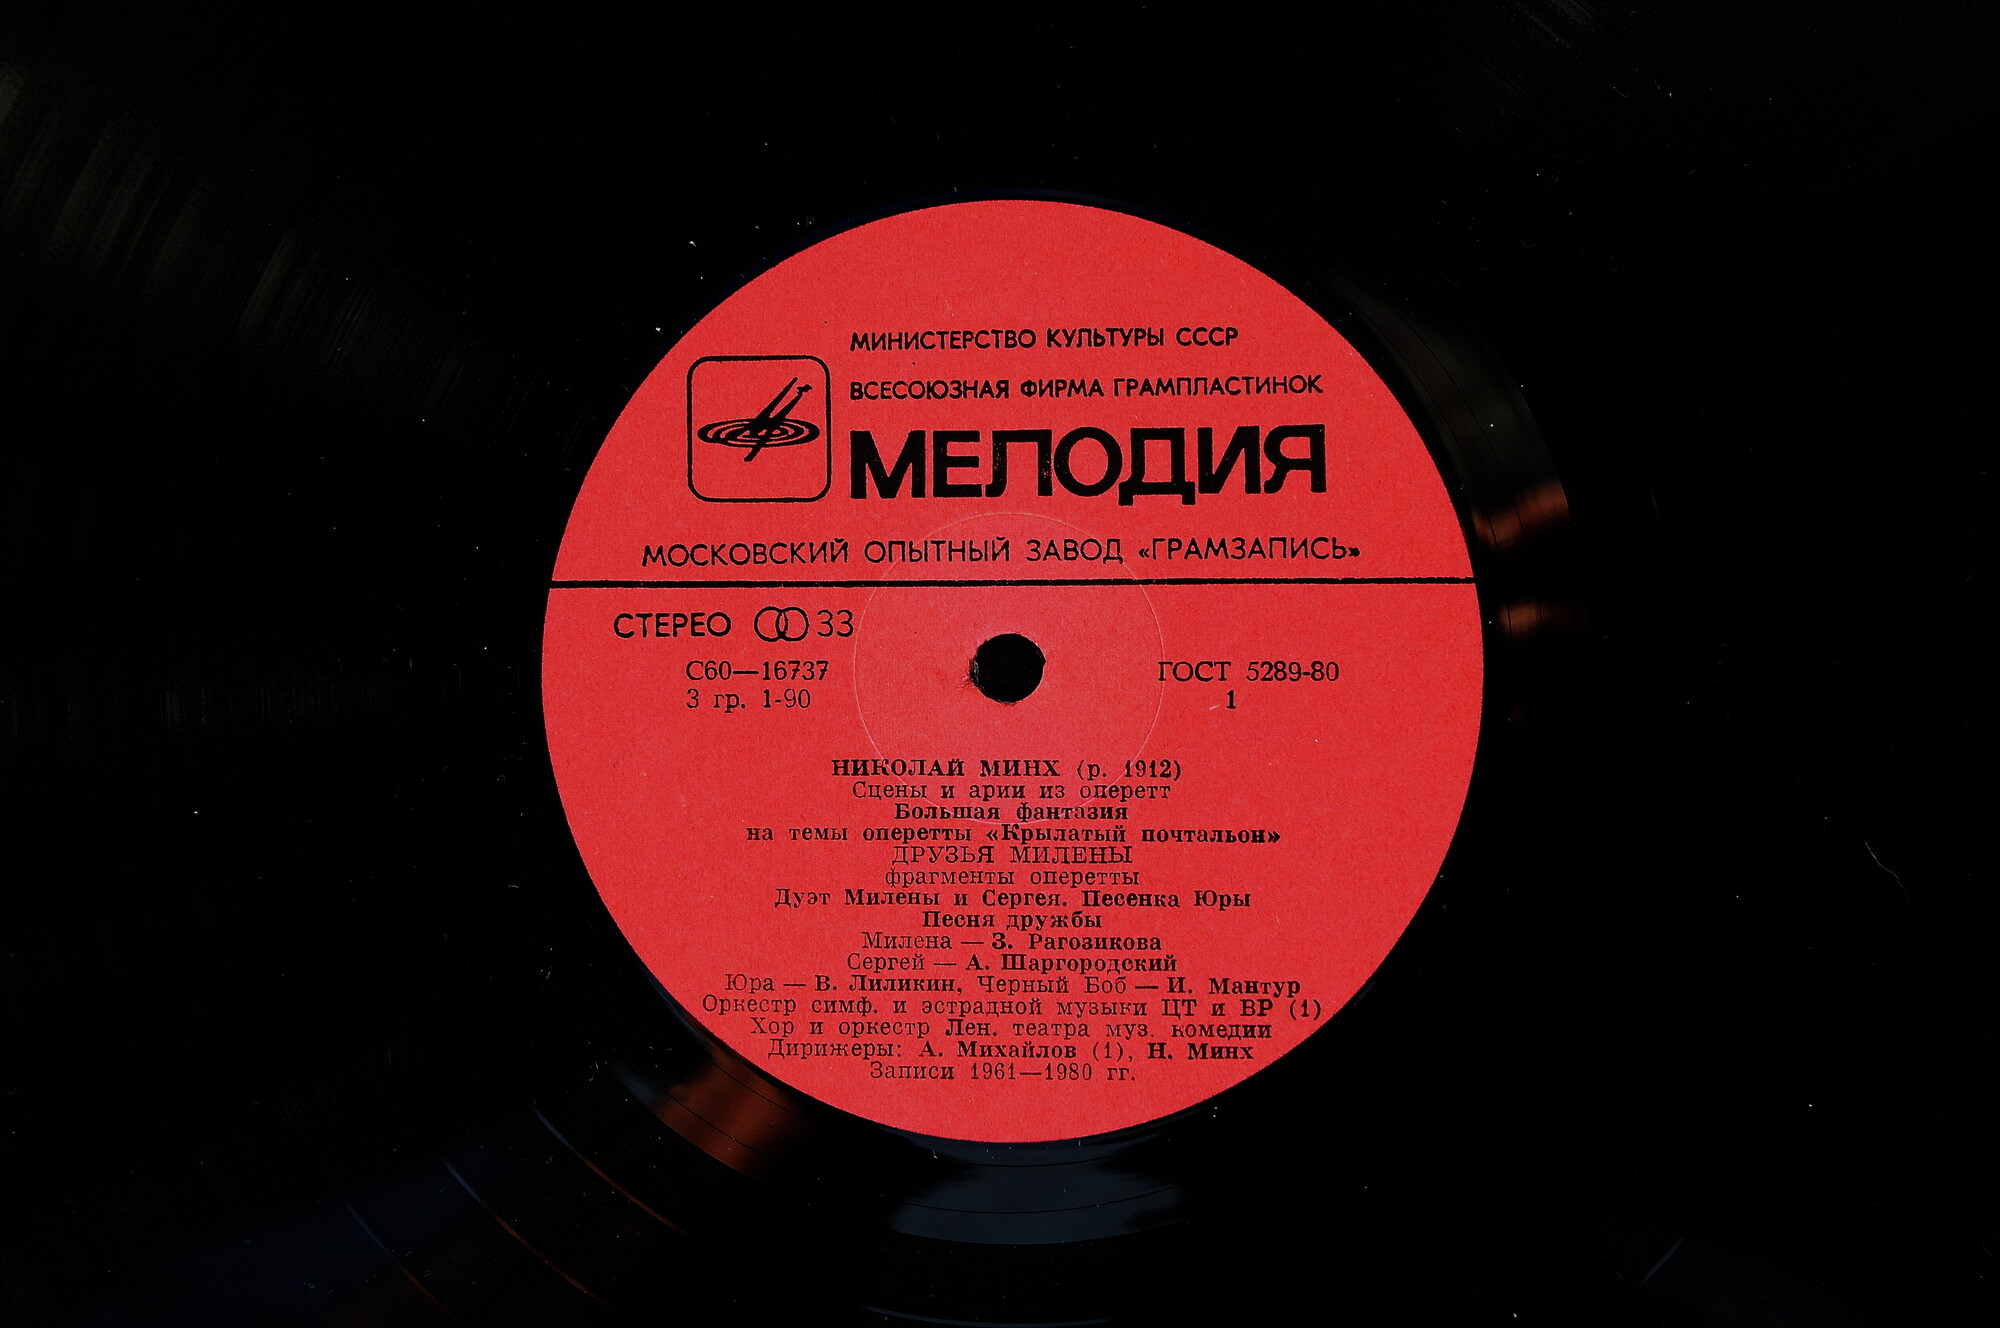 МИНИСТЕРСТВО КУЛЬТУРЫ СССР
ВСЕСОЮЗНАЯ ФИРМА ГРАМПЛАСТИНОК
МЕЛОДИЯ
МОСКОВСКИЙ ОПЫТНЫЙ ЗАВОД «ГРАМЗАПИСЬ»
СТЕРЕО 33
С60—16737 ГОСТ 5289-80
3 гр. 1-90 1
НИКОЛАЙ МИНХ (р. 1912)
Сцены и арии из оперетт
Большая фантазия
на темы оперетты «Крылатый почтальон»
ДРУЗЬЯ МИЛЕНЫ
фрагменты оперетты
Дуэт Милены и Сергея. Песенка Юры
Песня дружбы
Милена — З. Рагозикова
Сергей — А. Шаргородский
Юра — В. Лиликин, Черный Боб — И. Мантур
Оркестр симф. и эстрадной музыки ЦТ и ВР (1)
Хор и оркестр Лен. театра муз. комедии
Дирижеры: А. Михайлов (1), Н. Минх
Записи 1961—1980 гг.